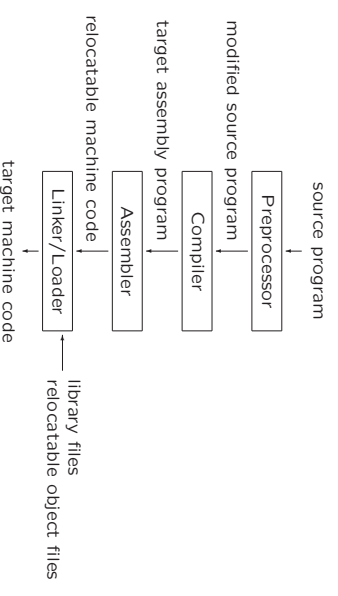 source program
Preprocessor
modified source program
Compiler
target assembly program
Assembler
relocatable machine code
Linker/Loader
library files
relocatable object files
target machine code